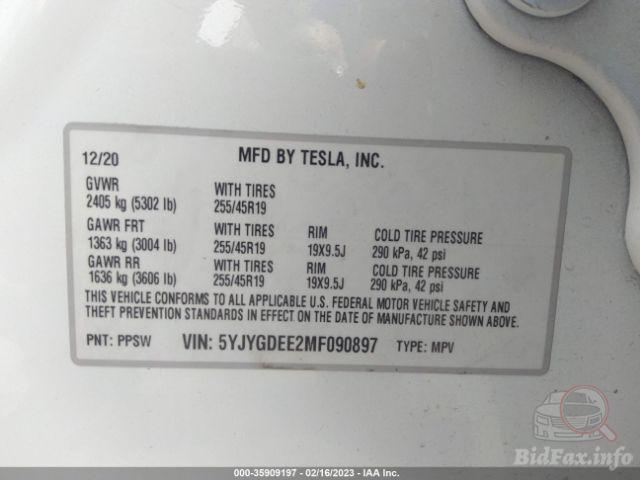 12/20 MFD BY TESLA, INC.
GVWR WITH TIRES
2405 kg (5302 lb) 255/45R19
GAWR FRT WITH TIRES RIM COLD TIRE PRESSURE
1363 kg (3004 lb) 255/45R19 19X9.5J 290 kPa, 42 psi
GAWR RR WITH TIRES RIM COLD TIRE PRESSURE
1636 kg (3606 lb) 255/45R19 19X9.5J 290 kPa, 42 psi
THIS VEHICLE CONFORMS TO ALL APPLICABLE U.S. FEDERAL MOTOR VEHICLE SAFETY AND
THEFT PREVENTION STANDARDS IN EFFECT ON THE DATE OF MANUFACTURE SHOWN ABOVE.
PNT: PPSW VIN: 5YJYGDEE2MF090897 TYPE: MPV
BidFax.info
000-35909197 - 02/16/2023 - IAA Inc.